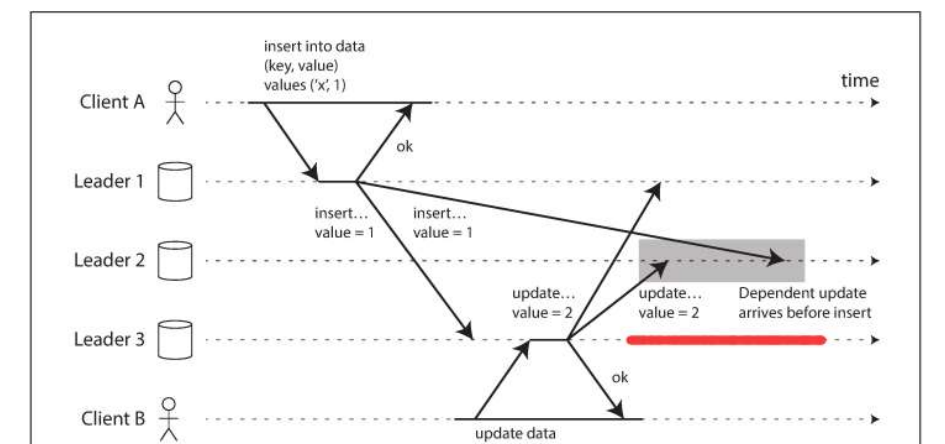 insert into data
(key, value)
values (‘x’, 1)
time
Client A
ok
Leader 1
insert…
value = 1
insert…
value = 1
Leader 2
update…
value = 2
update…
value = 2
Dependent update
arrives before insert
Leader 3
ok
Client B
update data